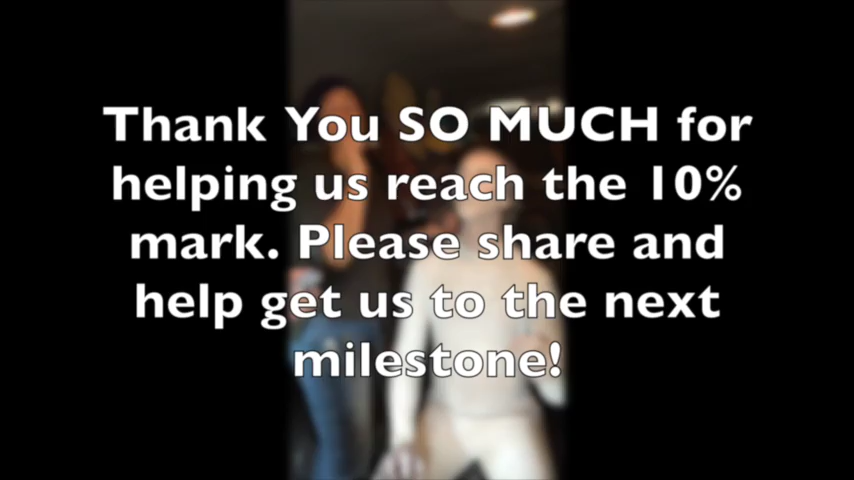 Thank You SO MUCH for
helping us reach the 10%
mark. Please share and
help get us to the next
milestone!